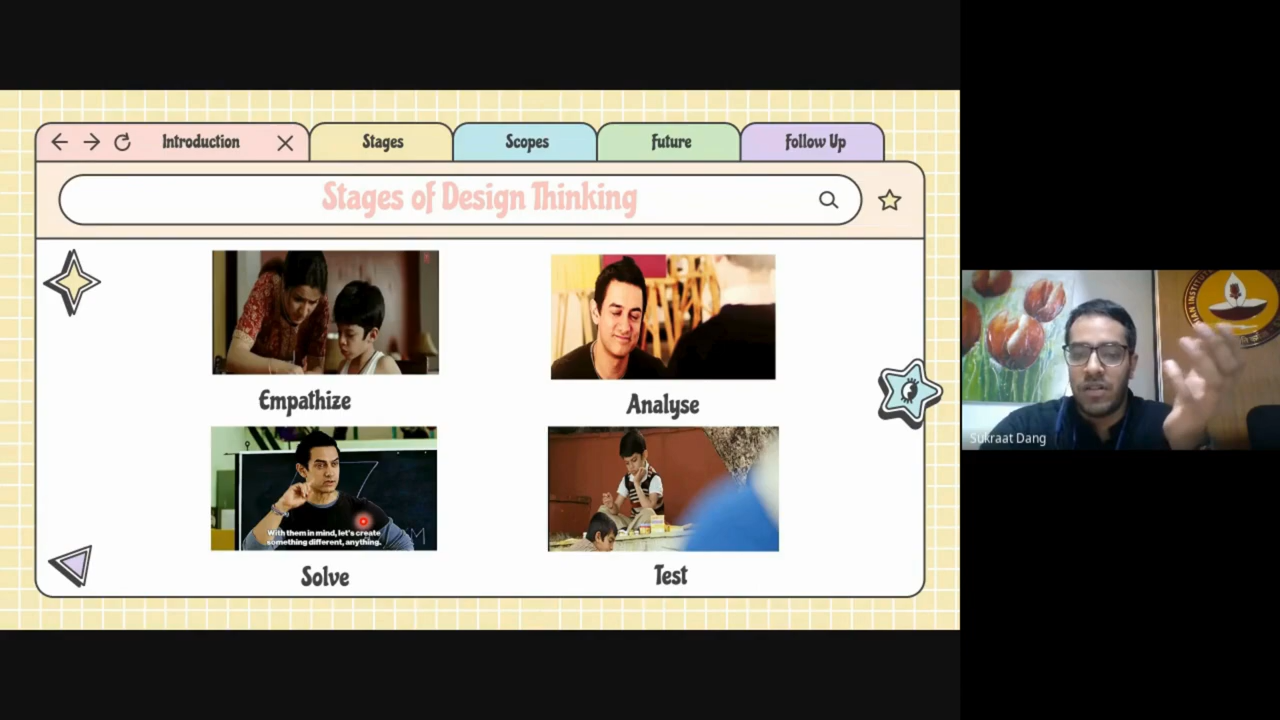 Introduction
Stages
Scopes
Future
Follow Up
Stages of Design Thinking
Empathize
Analyse
With them in mind, let's create
something different, anything.
Solve
Test
Sukraat Dang